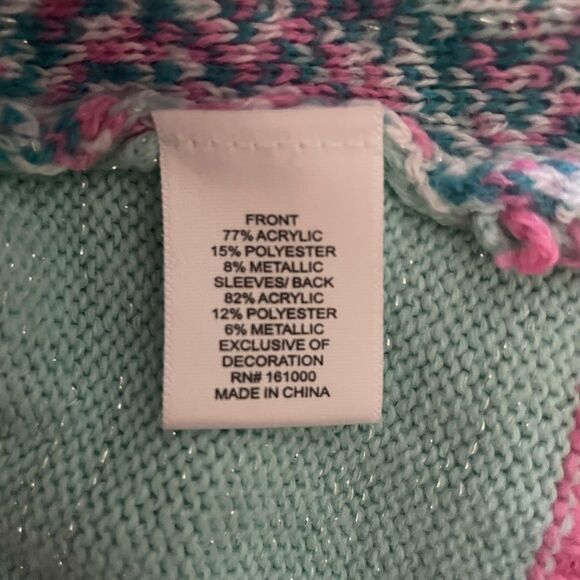 FRONT
77% ACRYLIC
15% POLYESTER
8% METALLIC
SLEEVES/ BACK
82% ACRYLIC
12% POLYESTER
6% METALLIC
EXCLUSIVE OF
DECORATION
RN# 161000
MADE IN CHINA